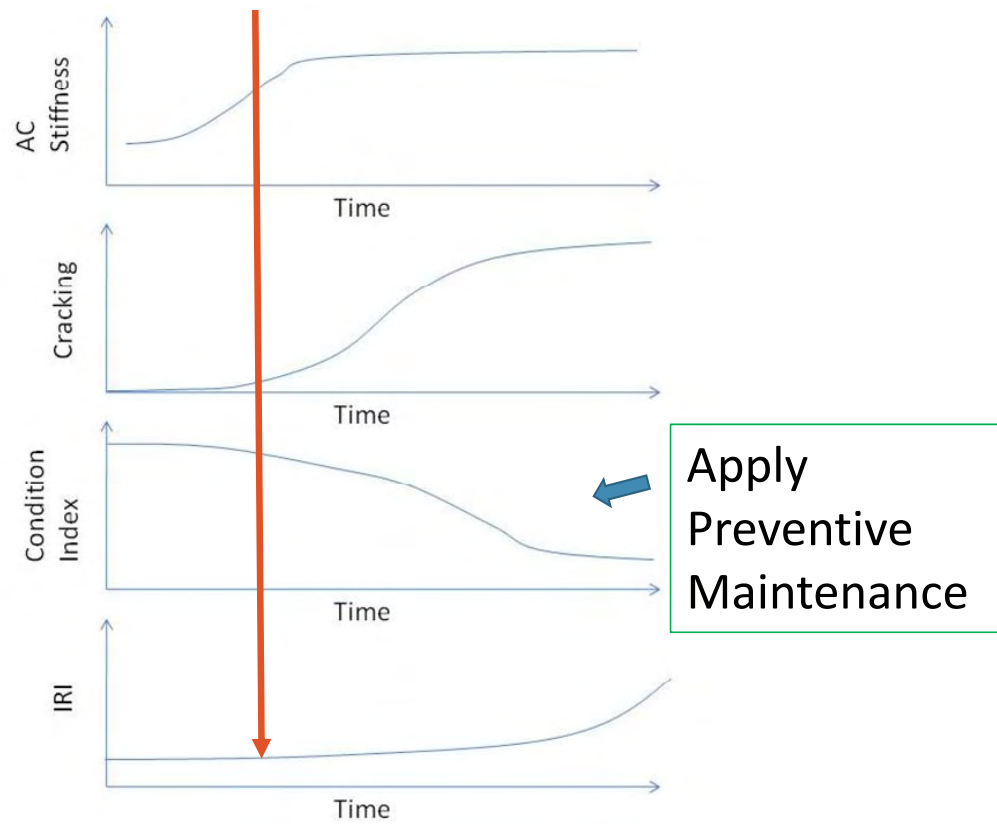 AC
Stiffness
Time
Cracking
Time
Condition
Index
Time
Apply
Preventive
Maintenance
IRI
Time